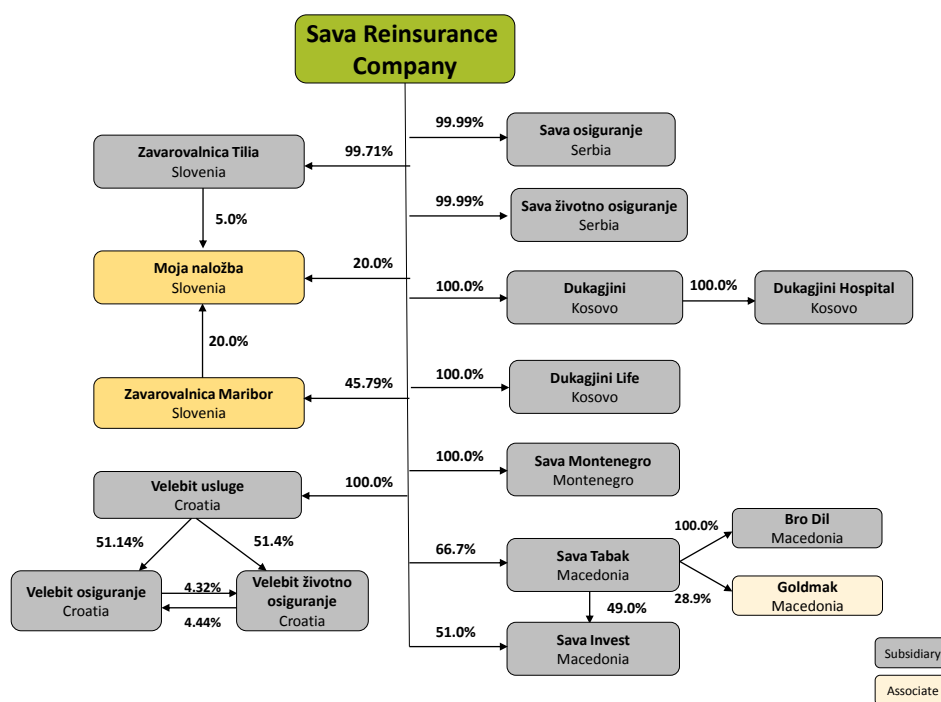 Sava Reinsurance
Company
99.99%
Sava osiguranje
Serbia
Zavarovalnica Tilia
Slovenia
99.71%
99.99%
Sava životno osiguranje
Serbia
5.0%
Moja naložba
Slovenia
20.0%
100.0%
Dukagjini
Kosovo
100.0%
Dukagjini Hospital
Kosovo
20.0%
Zavarovalnica Maribor
Slovenia
45.79%
100.0%
Dukagjini Life
Kosovo
100.0%
Sava Montenegro
Montenegro
Velebit usluge
Croatia
100.0%
51.14%
51.4%
66.7%
Sava Tabak
Macedonia
100.0%
Bro Dil
Macedonia
28.9%
Goldmak
Macedonia
Velebit osiguranje
Croatia
4.32%
4.44%
Velebit životno
osiguranje
Croatia
49.0%
51.0%
Sava Invest
Macedonia
Subsidiary
Associate